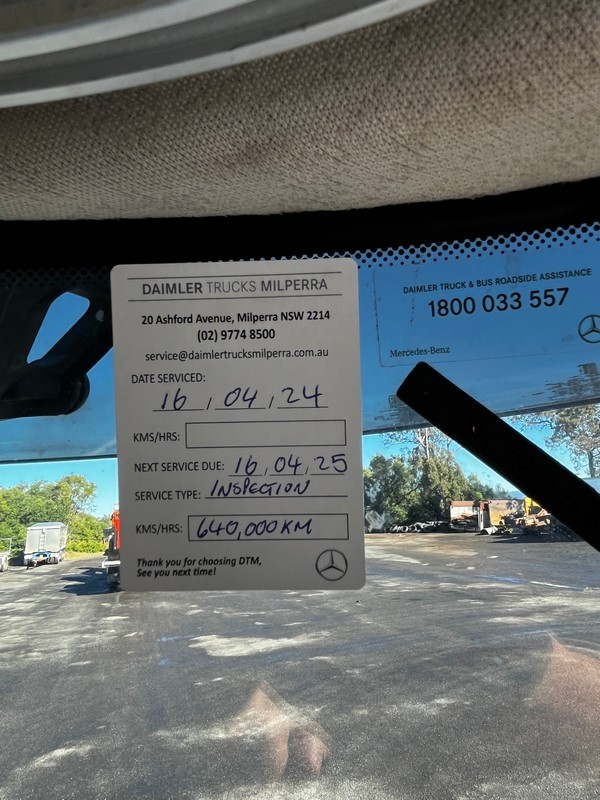 DAIMLER TRUCKS MILPERRA
20 Ashford Avenue, Milperra NSW 2214
(02) 9774 8500
service@daimlertrucksmilperra.com.au
DATE SERVICED:
16, 04, 24
KMS/HRS:
NEXT SERVICE DUE: 16, 04, 25
SERVICE TYPE: INSPECTION
KMS/HRS: 640,000KM
Thank you for choosing DTM,
See you next time!
DAIMLER TRUCK & BUS ROADSIDE ASSISTANCE
1800 033 557
Mercedes-Benz